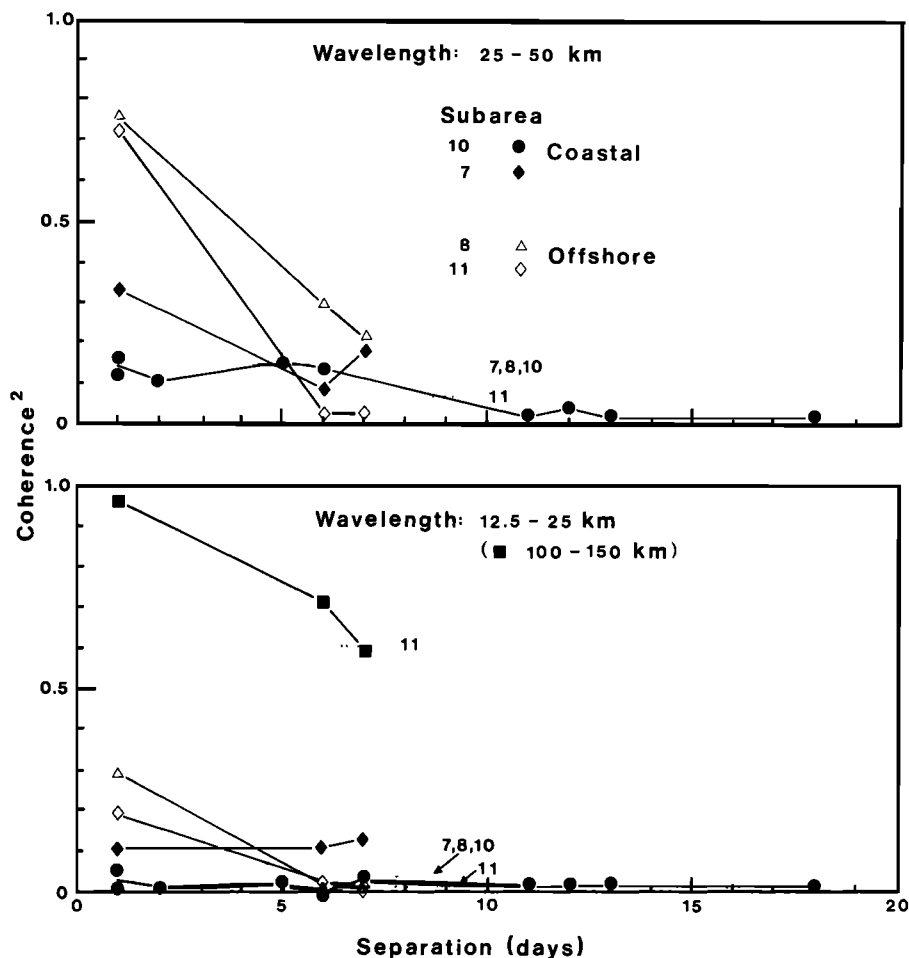 1.0
Wavelength: 25 – 50 km
Subarea
10 ● Coastal
7 ◆
0.5
8 △ Offshore
11 ◇
7,8,10
11
0
Coherence²
1.0
Wavelength: 12.5 – 25 km
(■ 100 – 150 km)
11
0.5
7,8,10
11
0
0 5 10 15 20
Separation (days)